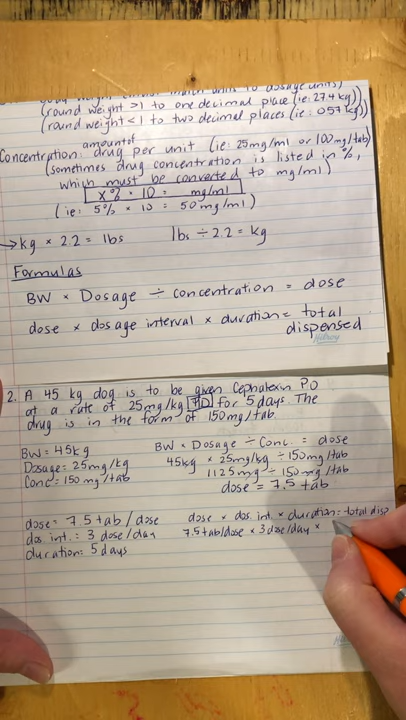 to dosage units)
(round weight >1 to one decimal place (ie: 27.4 kg))
(round weight <1 to two decimal places (ie: 0.57 kg))
amount of
Concentration: drug per unit (ie: 25mg/ml or 100mg/tab)
(sometimes drug concentration is listed in %,
which must be converted to mg/ml)
X% × 10 = mg/ml
(ie: 5% × 10 = 50mg/ml)
→kg × 2.2 = lbs lbs ÷ 2.2 = kg
Formulas
BW × Dosage ÷ concentration = dose
dose × dosage interval × duration = total
dispensed
2. A 45 kg dog is to be given Cephalexin PO
at a rate of 25mg/kg TID for 5 days. The
drug is in the form of 150mg/tab.
BW = 45kg
Dosage = 25mg/kg
Conc = 150mg/tab
BW × Dosage ÷ Conc. = dose
45kg × 25mg/kg ÷ 150mg/tab
1125mg ÷ 150mg/tab
dose = 7.5 tab
dose = 7.5 tab / dose
dos. int. = 3 dose/day
duration: 5 days
dose × dos. int. × duration = total disp
7.5 tab/dose × 3 dose/day ×